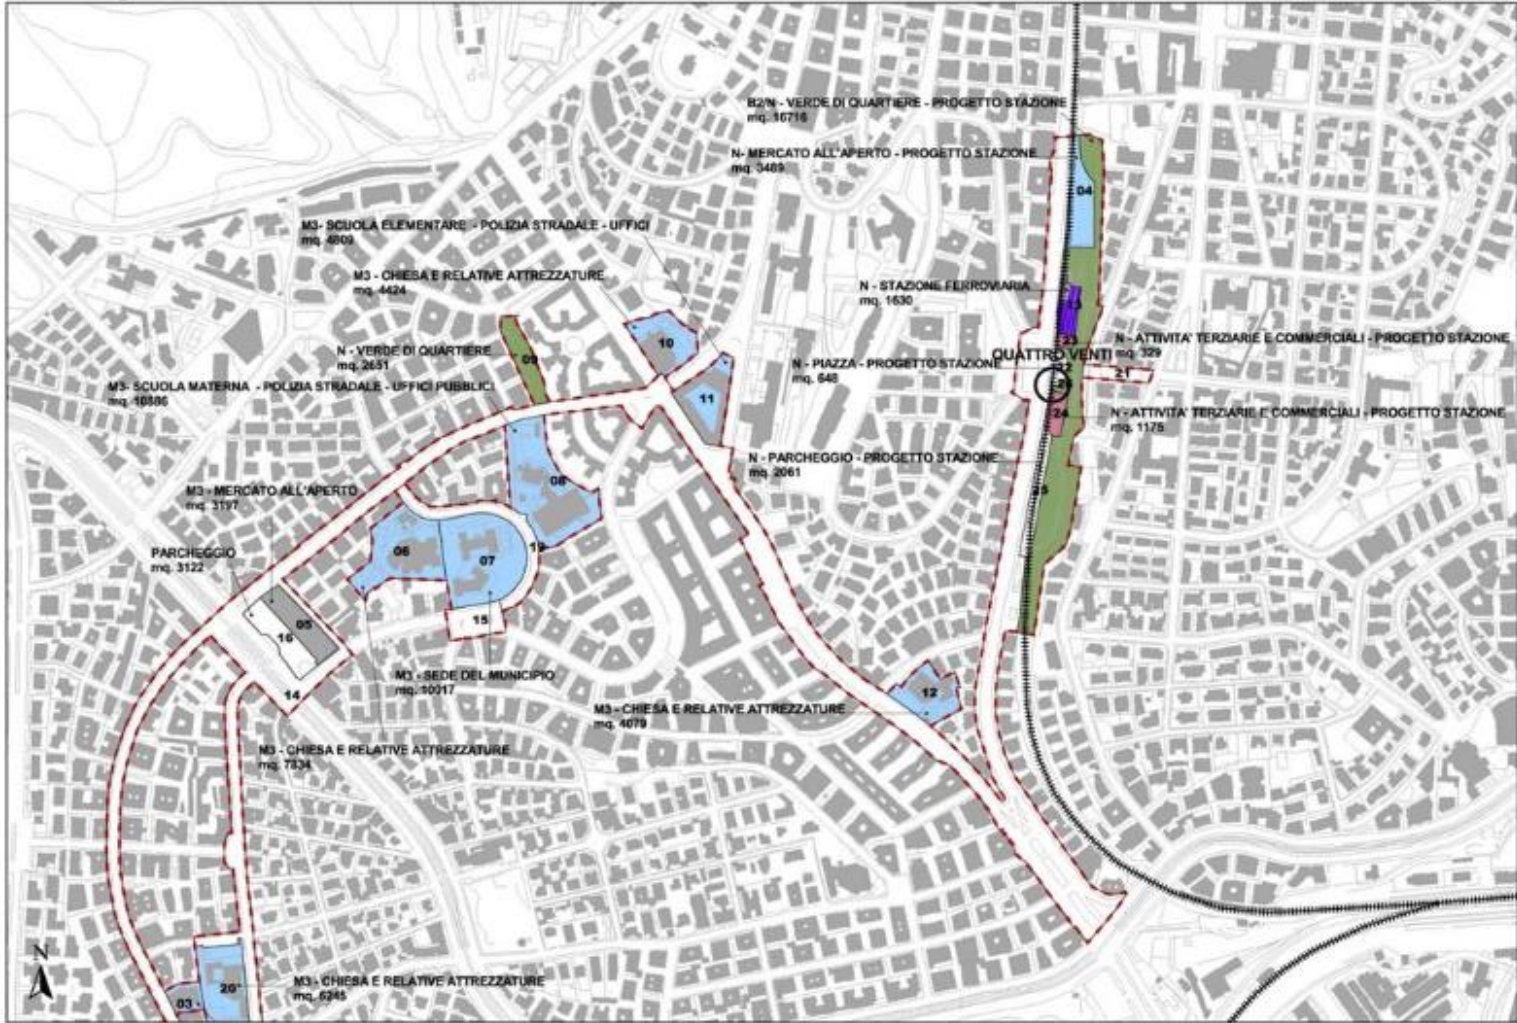 B2/N - VERDE DI QUARTIERE - PROGETTO STAZIONE
mq. 16716
N- MERCATO ALL'APERTO - PROGETTO STAZIONE
mq. 3489
04
M3- SCUOLA ELEMENTARE - POLIZIA STRADALE - UFFICI
mq. 4809
M3 - CHIESA E RELATIVE ATTREZZATURE
mq. 4424
N - STAZIONE FERROVIARIA
mq. 1630
13
10
23
N - VERDE DI QUARTIERE
mq. 2651
09
N - ATTIVITA' TERZIARIE E COMMERCIALI - PROGETTO STAZIONE
mq. 329
QUATTRO VENTI
N - PIAZZA - PROGETTO STAZIONE
mq. 648
22
21
26
M3- SCUOLA MATERNA - POLIZIA STRADALE - UFFICI PUBBLICI
mq. 10886
11
24
N - ATTIVITA' TERZIARIE E COMMERCIALI - PROGETTO STAZIONE
mq. 1175
N - PARCHEGGIO - PROGETTO STAZIONE
mq. 2061
25
08
M3 - MERCATO ALL'APERTO
mq. 3197
PARCHEGGIO
mq. 3122
06
07
05
16
15
14
M3 - SEDE DEL MUNICIPIO
mq. 10017
12
M3 - CHIESA E RELATIVE ATTREZZATURE
mq. 4079
M3 - CHIESA E RELATIVE ATTREZZATURE
mq. 7834
N
M3 - CHIESA E RELATIVE ATTREZZATURE
mq. 6245
20
03